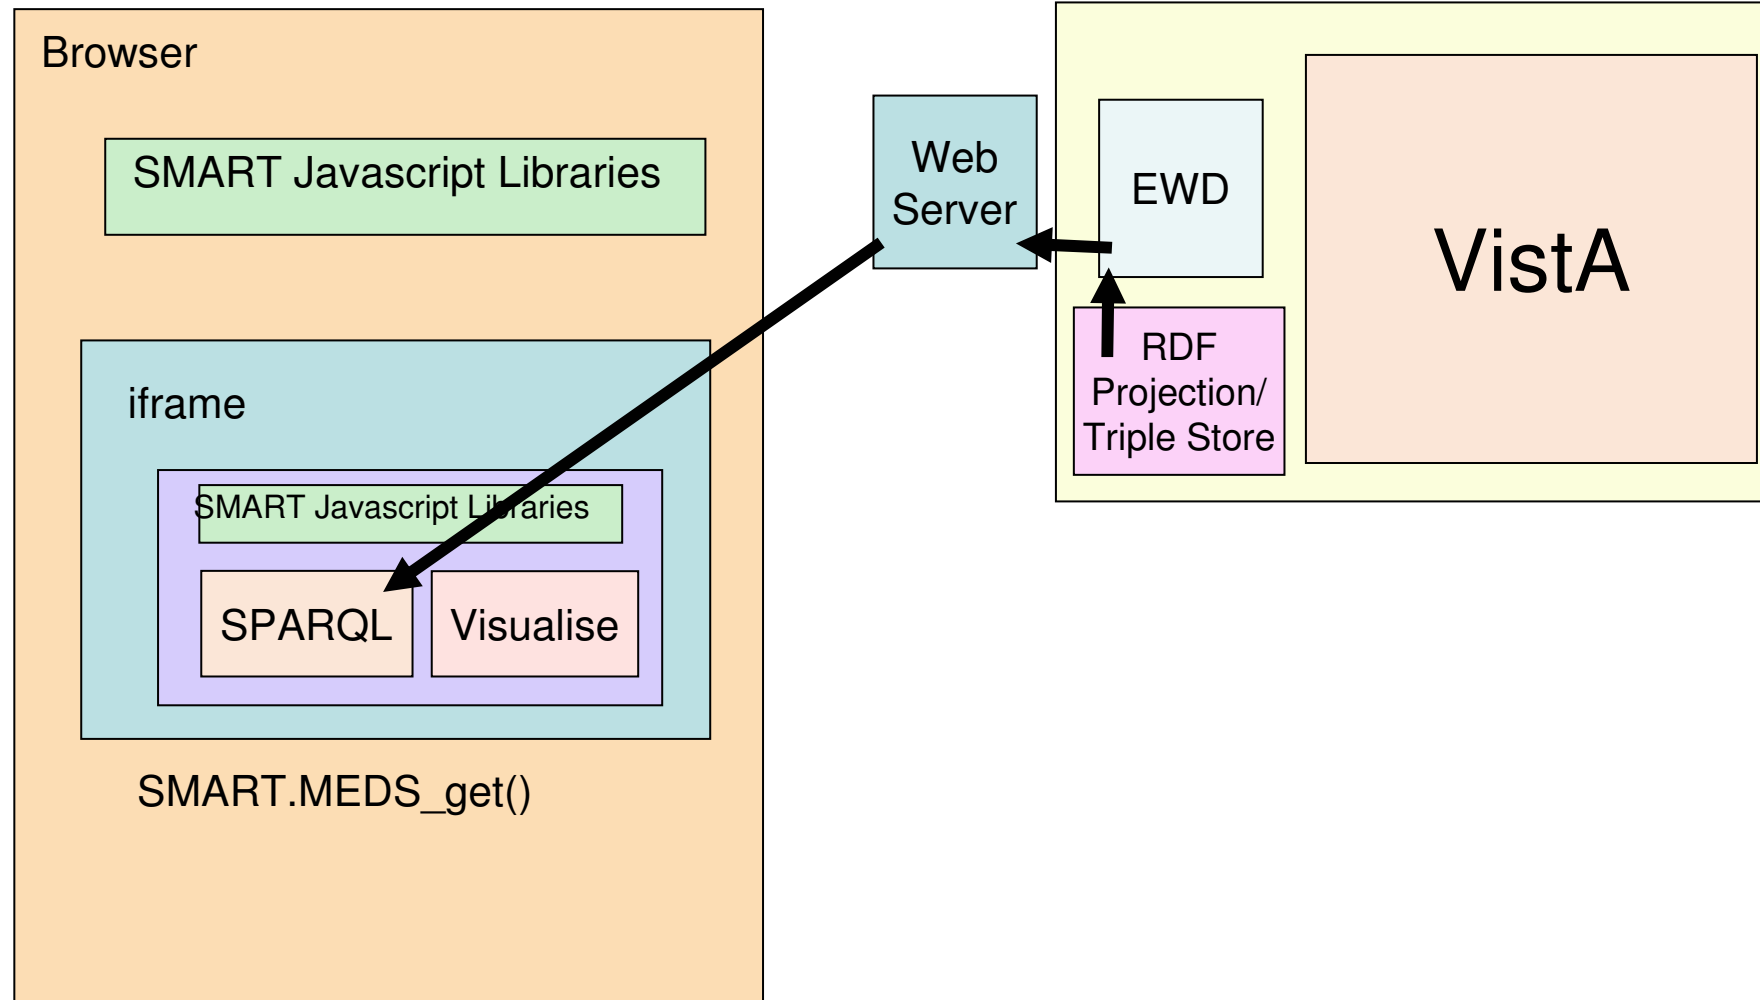 Browser
SMART Javascript Libraries
iframe
SMART Javascript Libraries
SPARQL
Visualise
SMART.MEDS_get()
Web
Server
EWD
RDF
Projection/
Triple Store
VistA